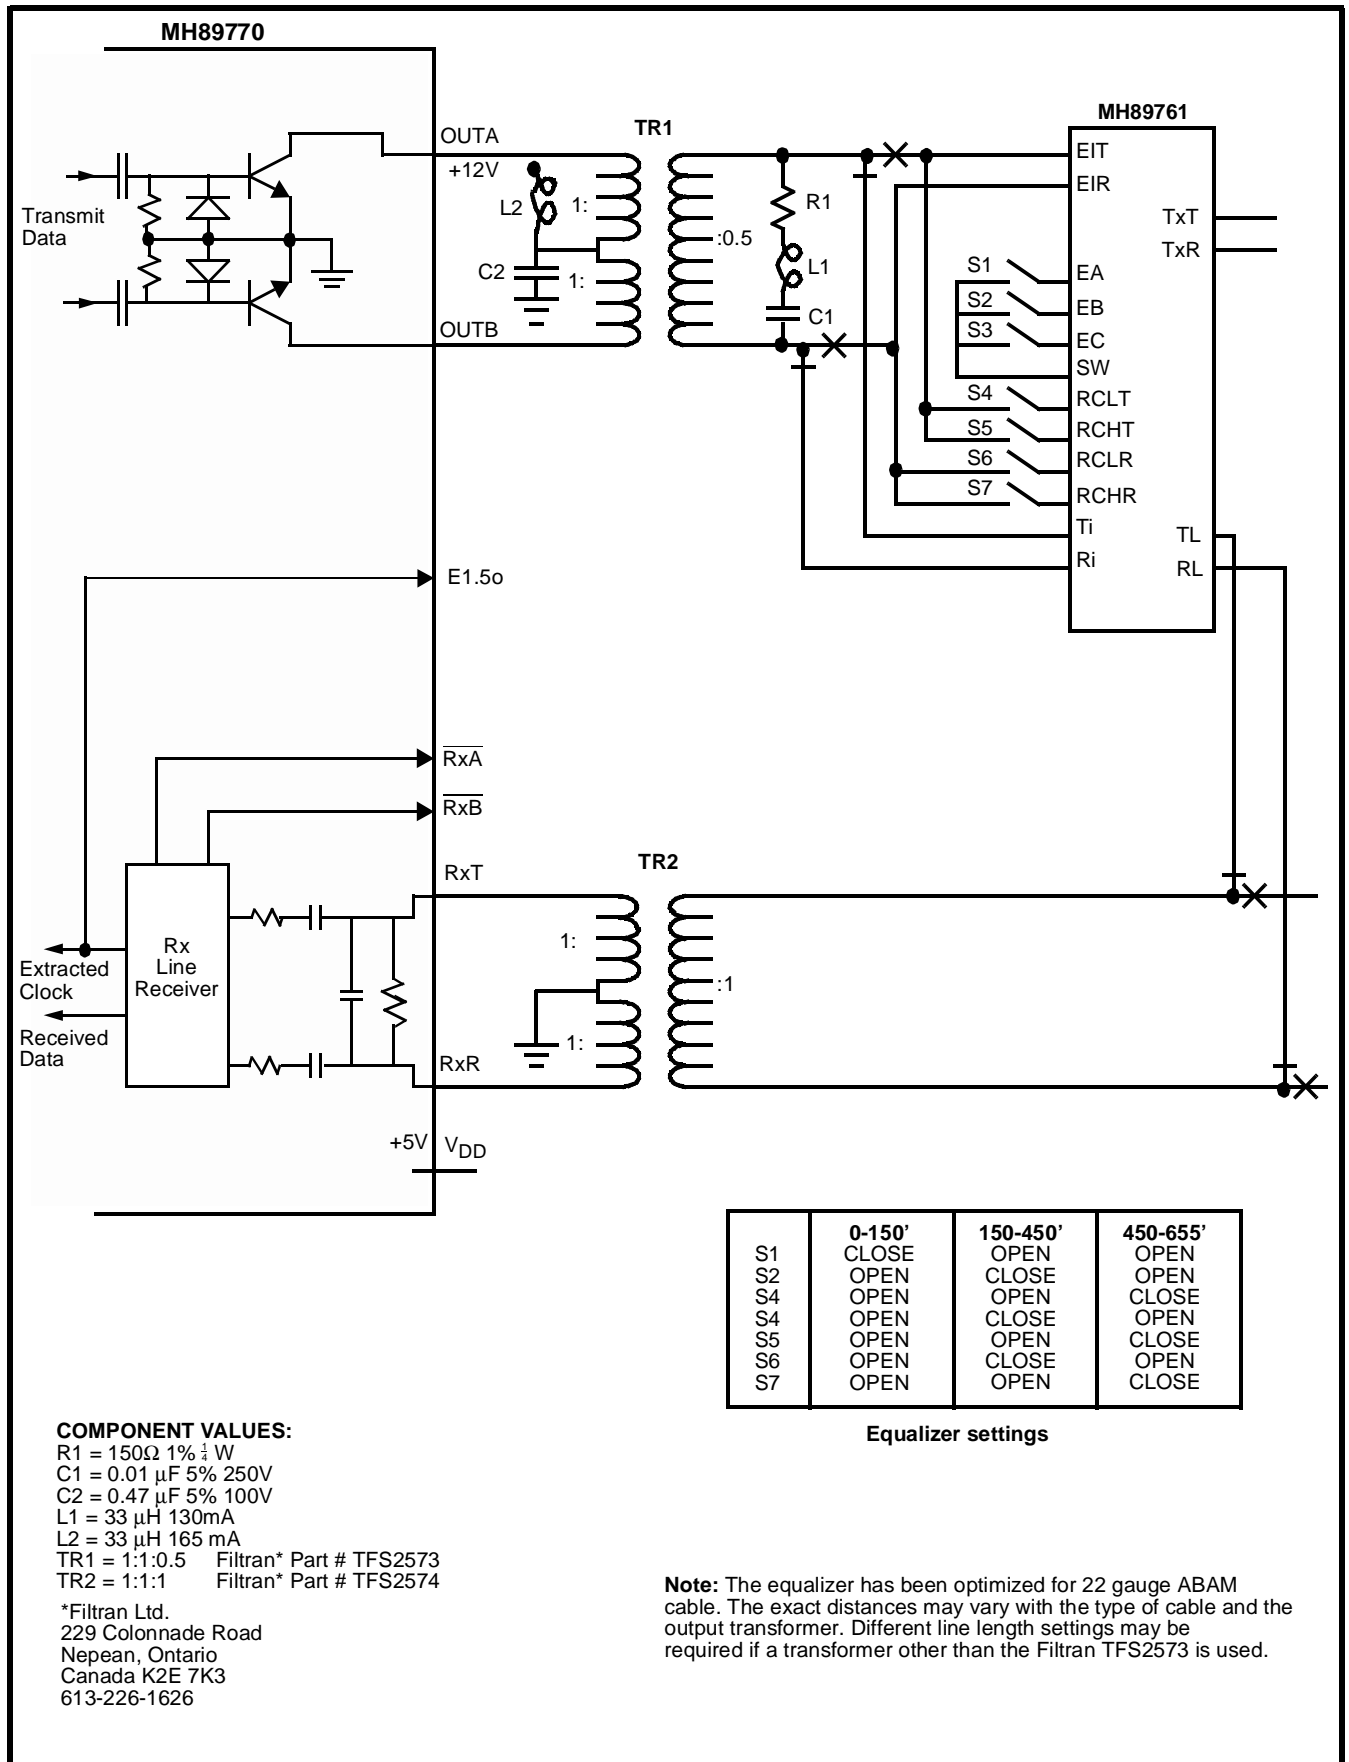 MH89770
OUTA
+12V
TR1
MH89761
EIT
EIR
Transmit
Data
L2
1:
R1
:0.5
TxT
TxR
C2
1:
L1
S1
EA
S2
EB
S3
EC
SW
OUTB
C1
S4
RCLT
S5
RCHT
S6
RCLR
S7
RCHR
Ti
TL
Ri
RL
E1.5o
RxA
RxB
RxT
TR2
1:
Rx
Line
Receiver
Extracted
Clock
:1
Received
Data
1:
RxR
+5V VDD
0-150' 150-450' 450-655'
S1 CLOSE OPEN OPEN
S2 OPEN CLOSE OPEN
S4 OPEN OPEN CLOSE
S4 OPEN CLOSE OPEN
S5 OPEN OPEN CLOSE
S6 OPEN CLOSE OPEN
S7 OPEN OPEN CLOSE
Equalizer settings
COMPONENT VALUES:
R1 = 150Ω 1% ¼ W
C1 = 0.01 µF 5% 250V
C2 = 0.47 µF 5% 100V
L1 = 33 µH 130mA
L2 = 33 µH 165 mA
TR1 = 1:1:0.5 Filtran* Part # TFS2573
TR2 = 1:1:1 Filtran* Part # TFS2574
*Filtran Ltd.
229 Colonnade Road
Nepean, Ontario
Canada K2E 7K3
613-226-1626
Note: The equalizer has been optimized for 22 gauge ABAM
cable. The exact distances may vary with the type of cable and the
output transformer. Different line length settings may be
required if a transformer other than the Filtran TFS2573 is used.